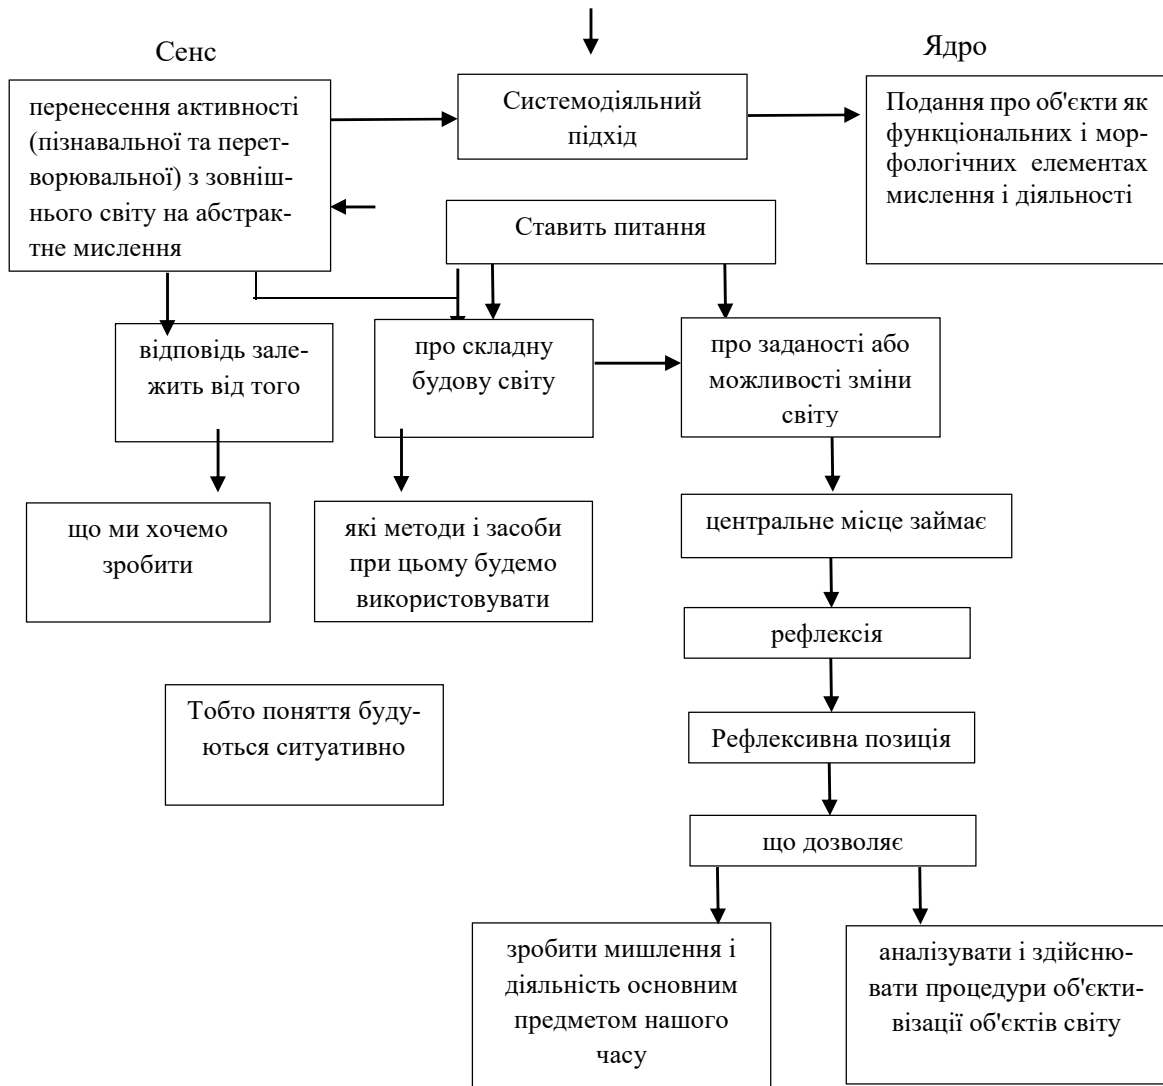 Сенс
Ядро
перенесення активності
(пізнавальної та перет-
ворювальної) з зовніш-
нього світу на абстрак-
тне мислення
Системодіяльний
підхід
Подання про об'єкти як
функціональних і мор-
фологічних елементах
мислення і діяльності
Ставить питання
відповідь зале-
жить від того
про складну
будову світу
про заданості або
можливості зміни
світу
що ми хочемо
зробити
які методи і засоби
при цьому будемо
використовувати
центральне місце займає
рефлексія
Тобто поняття буду-
ються ситуативно
Рефлексивна позиція
що дозволяє
зробити мишлення і
діяльність основним
предметом нашого
часу
аналізувати і здійсню-
вати процедури об'єкти-
візації об'єктів світу